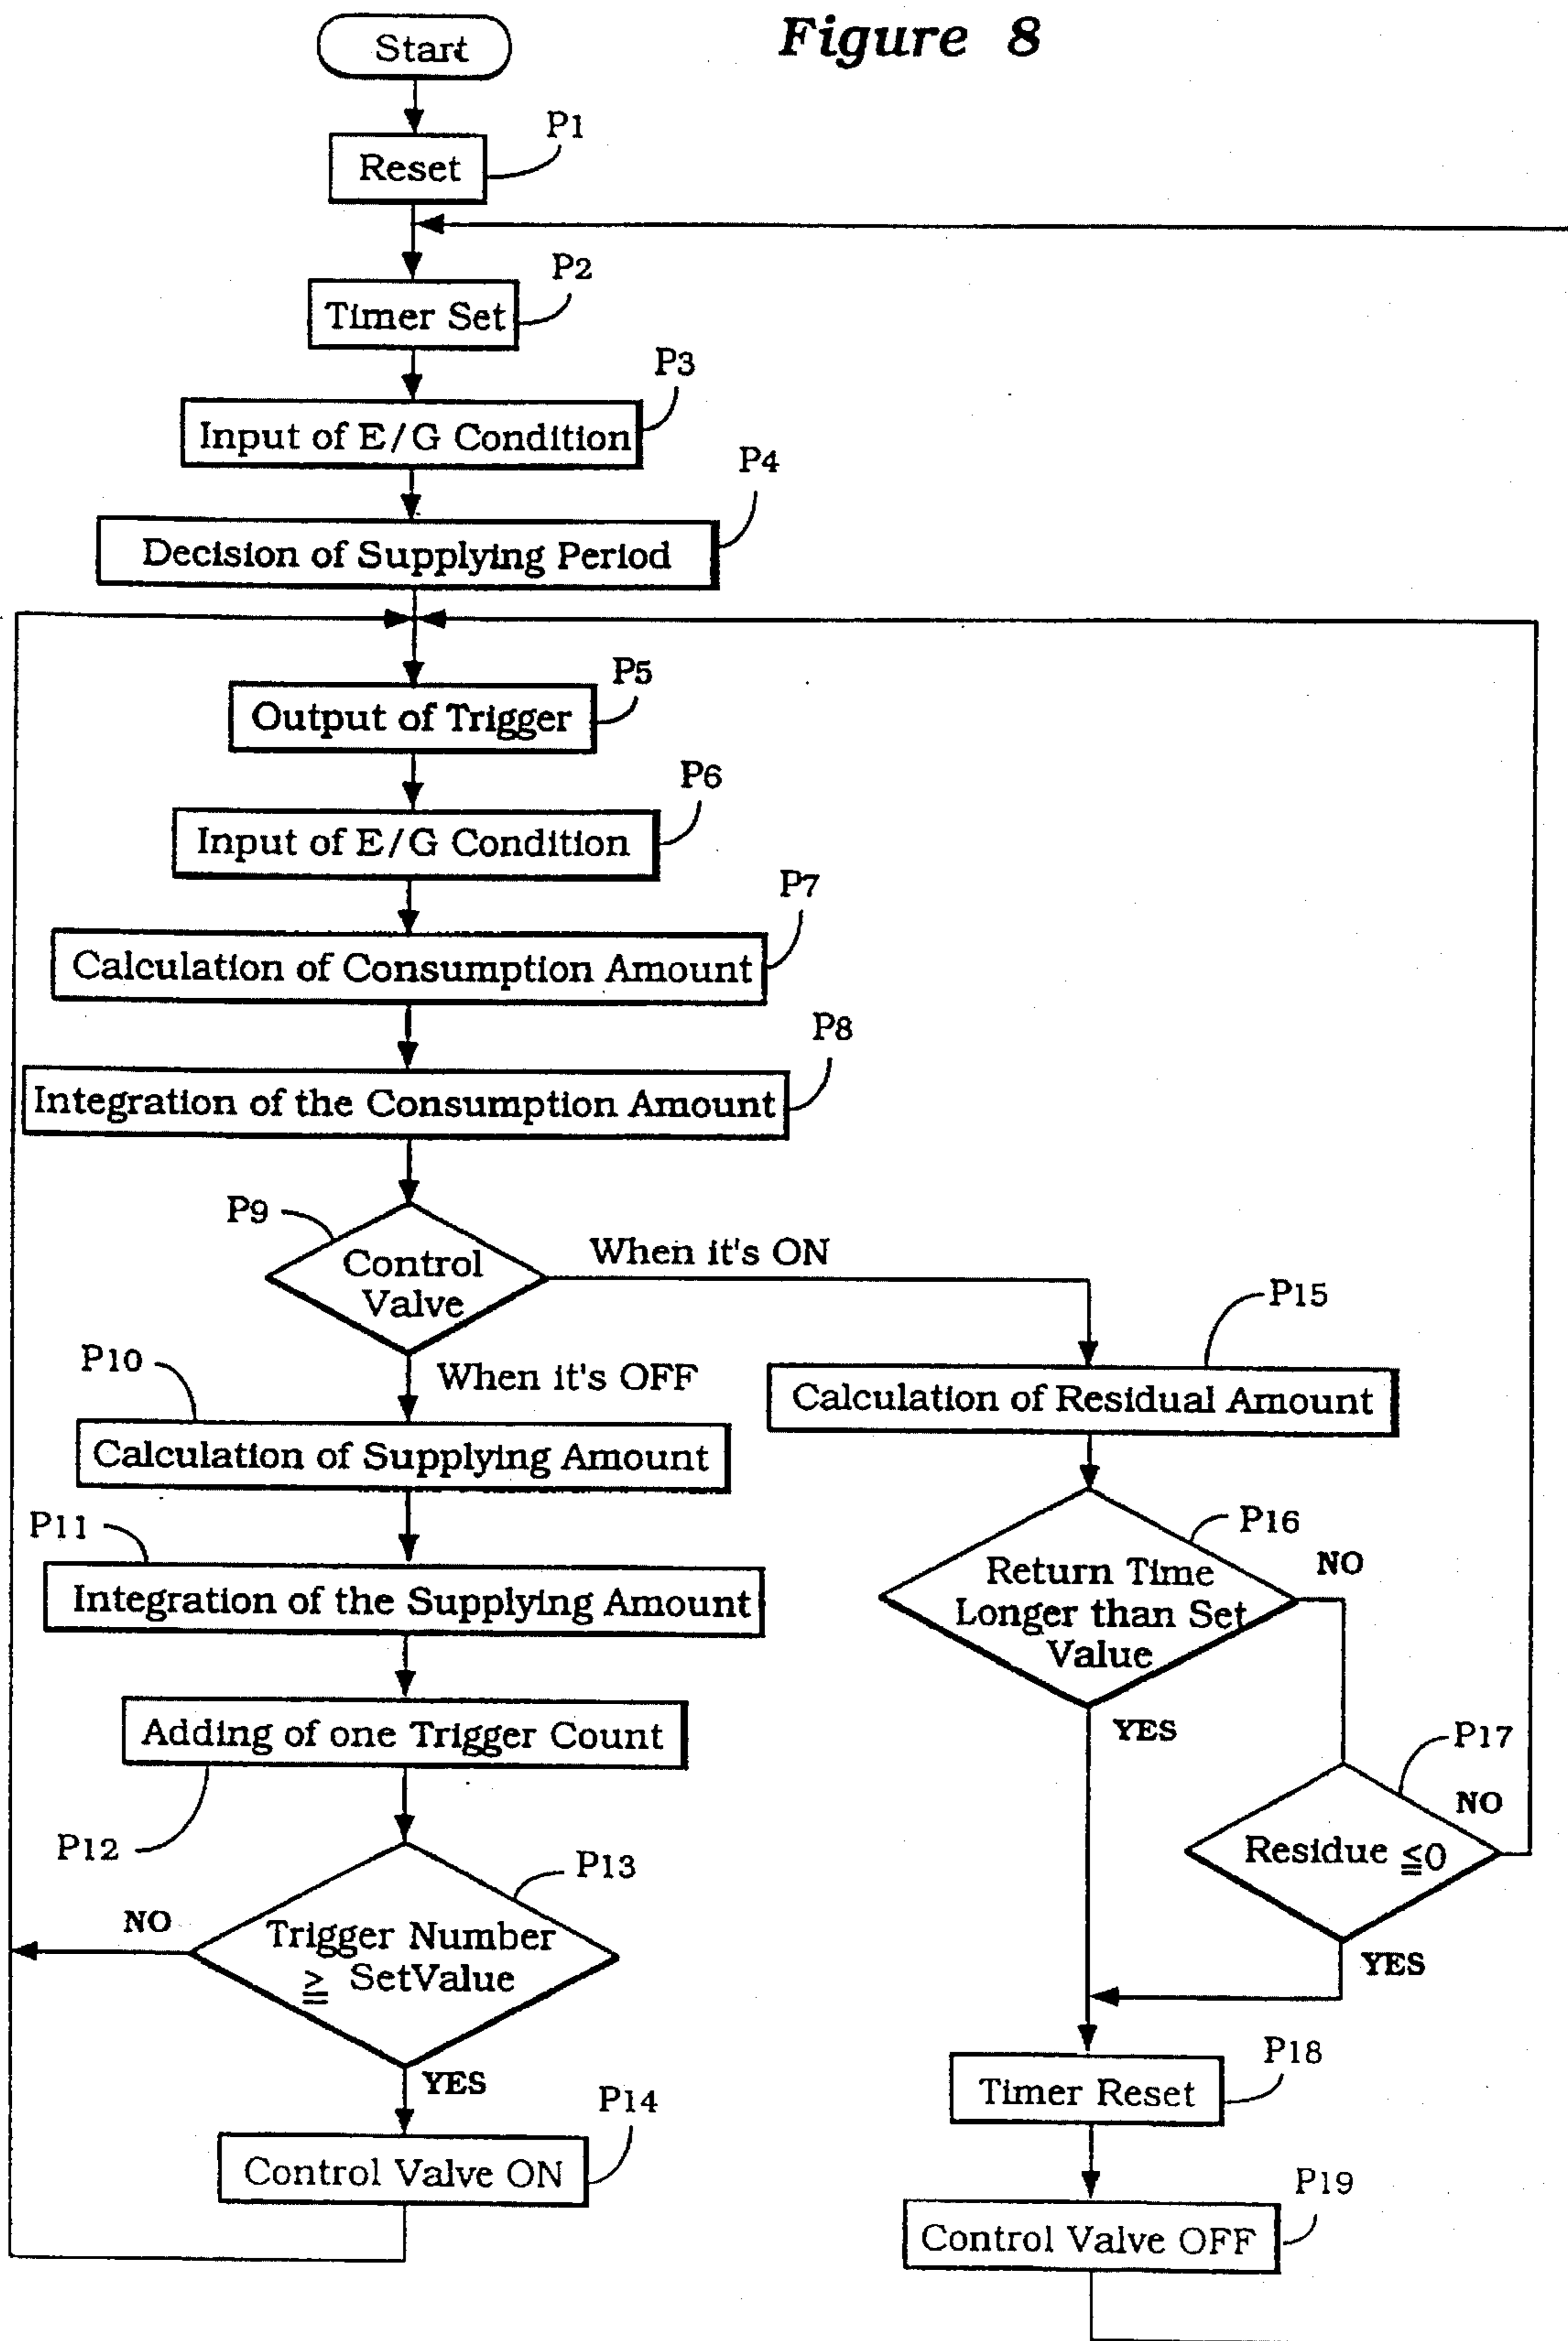 Figure 8
Start
P1
Reset
P2
Timer Set
P3
Input of E/G Condition
P4
Decision of Supplying Period
P5
Output of Trigger
P6
Input of E/G Condition
P7
Calculation of Consumption Amount
P8
Integration of the Consumption Amount
P9
Control
Valve
When it's ON
When it's OFF
P10
Calculation of Supplying Amount
P11
Integration of the Supplying Amount
Adding of one Trigger Count
P12
P13
Trigger Number
≧ SetValue
NO
YES
P14
Control Valve ON
P15
Calculation of Residual Amount
P16
Return Time
Longer than Set
Value
NO
YES
P17
Residue ≦0
NO
YES
P18
Timer Reset
P19
Control Valve OFF